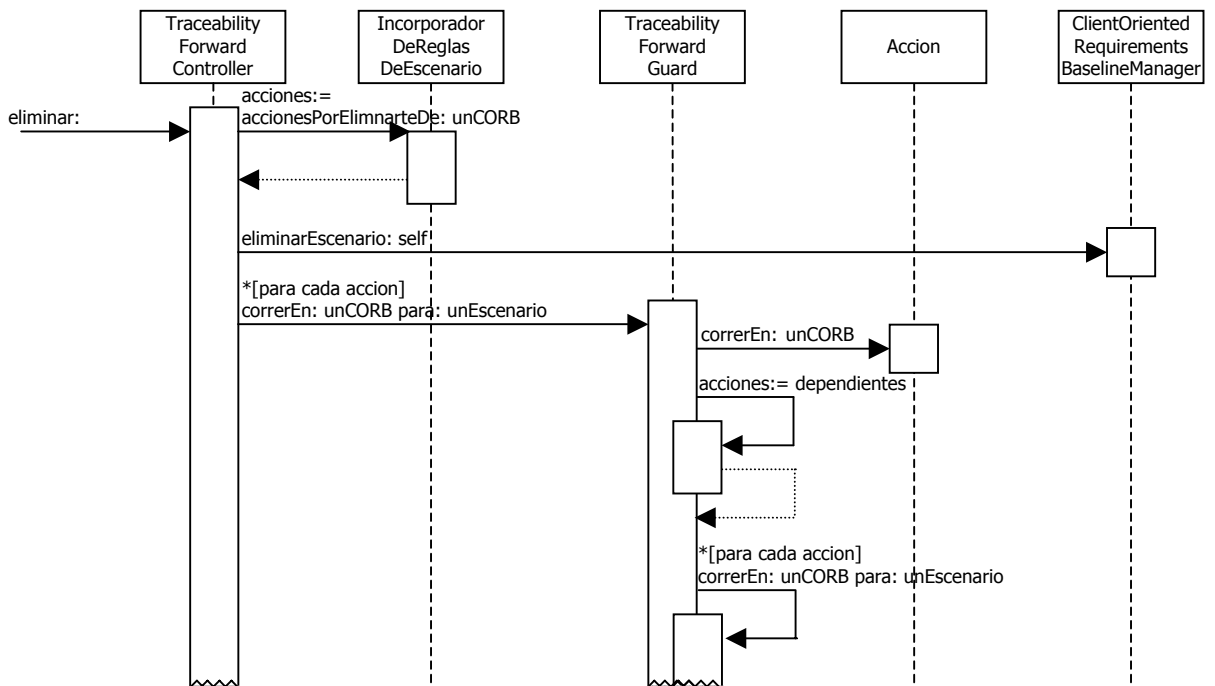 Traceability
Forward
Controller
Incorporador
DeReglas
DeEscenario
Traceability
Forward
Guard
Accion
ClientOriented
Requirements
BaselineManager
eliminar:
acciones:=
accionesPorElimnarteDe: unCORB
eliminarEscenario: self
*[para cada accion]
correrEn: unCORB para: unEscenario
correrEn: unCORB
acciones:= dependientes
*[para cada accion]
correrEn: unCORB para: unEscenario